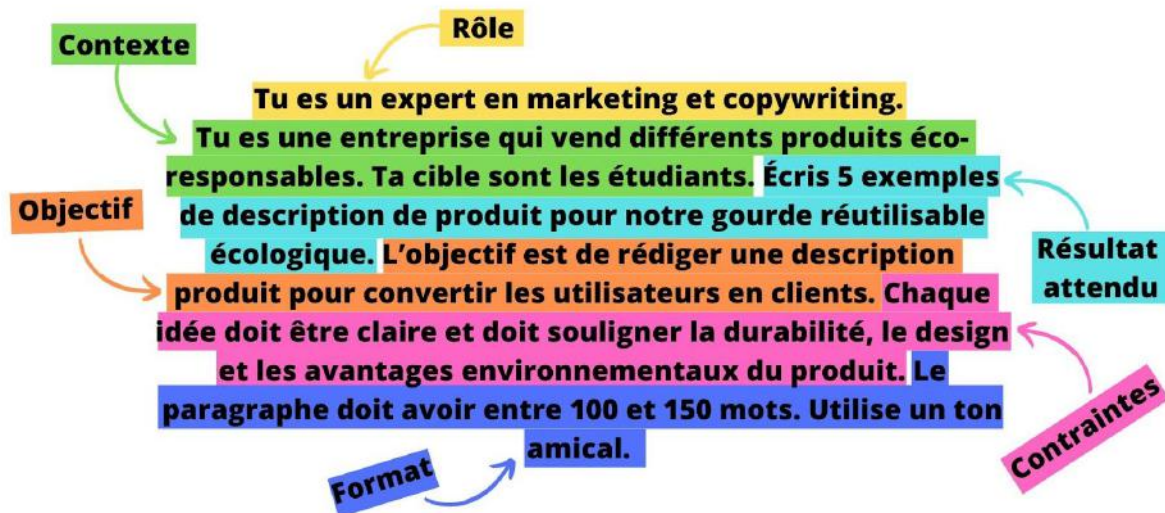 Rôle
Contexte
Tu es un expert en marketing et copywriting.
Tu es une entreprise qui vend différents produits éco-
responsables. Ta cible sont les étudiants. Écris 5 exemples
de description de produit pour notre gourde réutilisable
écologique. L’objectif est de rédiger une description
produit pour convertir les utilisateurs en clients. Chaque
idée doit être claire et doit souligner la durabilité, le design
et les avantages environnementaux du produit. Le
paragraphe doit avoir entre 100 et 150 mots. Utilise un ton
amical.
Objectif
Résultat
attendu
Contraintes
Format